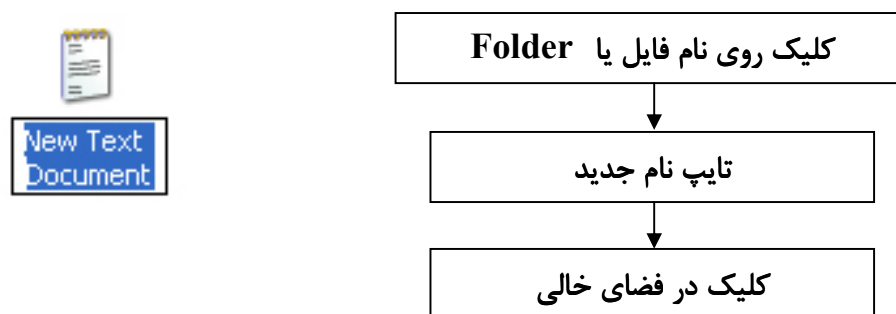 کلیک روی نام فایل یا Folder
تایپ نام جدید
کلیک در فضای خالی
New Text
Document